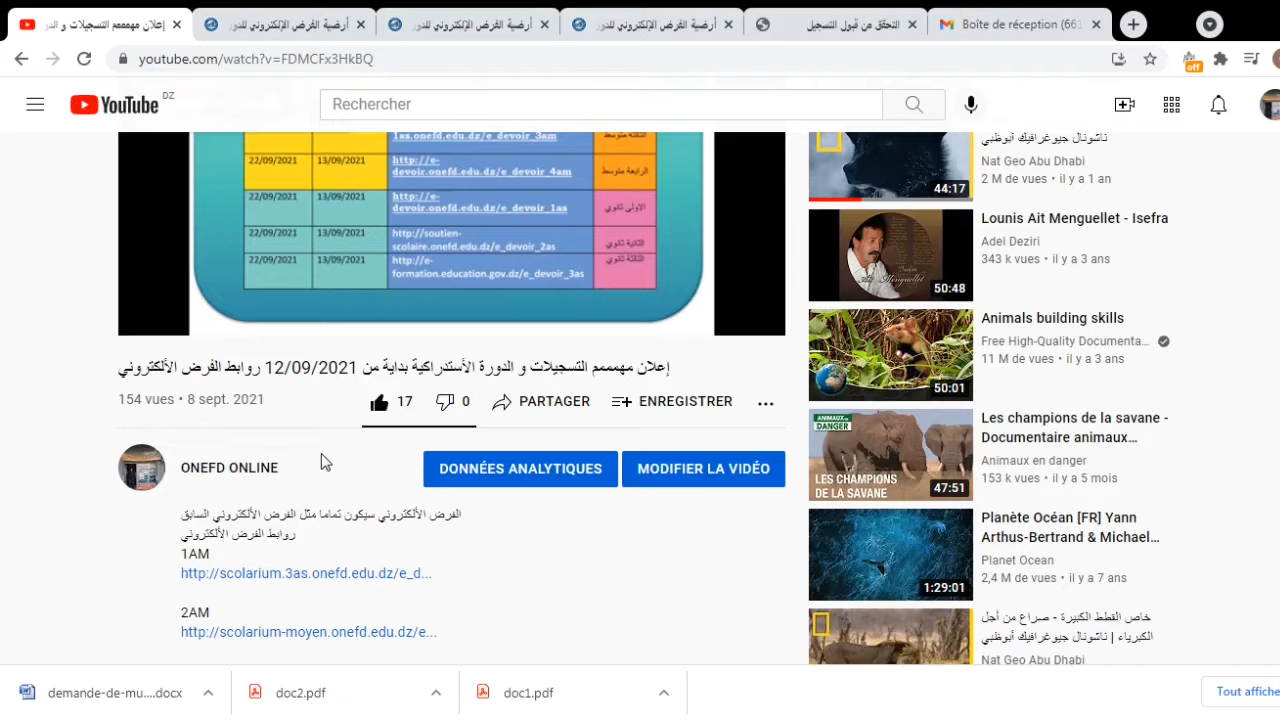 إعلان مهمممم التسجيلات و الدور
أرضية الفرض الإلكتروني للدور
أرضية الفرض الإلكتروني للدور
أرضية الفرض الإلكتروني للدور
التحقق من قبول التسجيل
Boîte de réception (661
youtube.com/watch?v=FDMCFx3HkBQ
off
YouTube DZ
Rechercher
1as.onefd.edu.dz/e_devoir_3am
الثالثة متوسط
22/09/2021 13/09/2021 http://e-
devoir.onefd.edu.dz/e_devoir_4am
الرابعة متوسط
22/09/2021 13/09/2021 http://e-
devoir.onefd.edu.dz/e_devoir_1as
الاولى ثانوي
22/09/2021 13/09/2021 http://soutien-
scolaire.onefd.edu.dz/e_devoir_2as
الثانية ثانوي
22/09/2021 13/09/2021 http://e-
formation.education.gov.dz/e_devoir_3as
الثالثة ثانوي
إعلان مهمممم التسجيلات و الدورة الأستدراكية بداية من 12/09/2021 روابط الفرض الألكتروني
154 vues • 8 sept. 2021
17
0
PARTAGER
ENREGISTRER
ONEFD ONLINE
DONNÉES ANALYTIQUES
MODIFIER LA VIDÉO
الفرض الألكتروني سيكون تماما مثل الفرض الألكتروني السابق
روابط الفرض الألكتروني
1AM
http://scolarium.3as.onefd.edu.dz/e_d...
2AM
http://scolarium-moyen.onefd.edu.dz/e...
ناشونال جيوغرافيك أبوظبي
Nat Geo Abu Dhabi
2 M de vues • il y a 1 an
44:17
Lounis Ait Menguellet - Isefra
Adel Deziri
343 k vues • il y a 3 ans
50:48
Animals building skills
Free High-Quality Documenta...
11 M de vues • il y a 3 ans
50:01
Les champions de la savane -
Documentaire animaux...
Animaux en danger
153 k vues • il y a 5 mois
ANIMAUX EN
DANGER
LES CHAMPIONS
DE LA SAVANE
47:51
Planète Océan [FR] Yann
Arthus-Bertrand & Michael...
Planet Ocean
2,4 M de vues • il y a 7 ans
1:29:01
خاص القطط الكبيرة - صراع من أجل
الكبرياء | ناشونال جيوغرافيك أبوظبي
Nat Geo Abu Dhabi
demande-de-mu....docx
doc2.pdf
doc1.pdf
Tout affiche